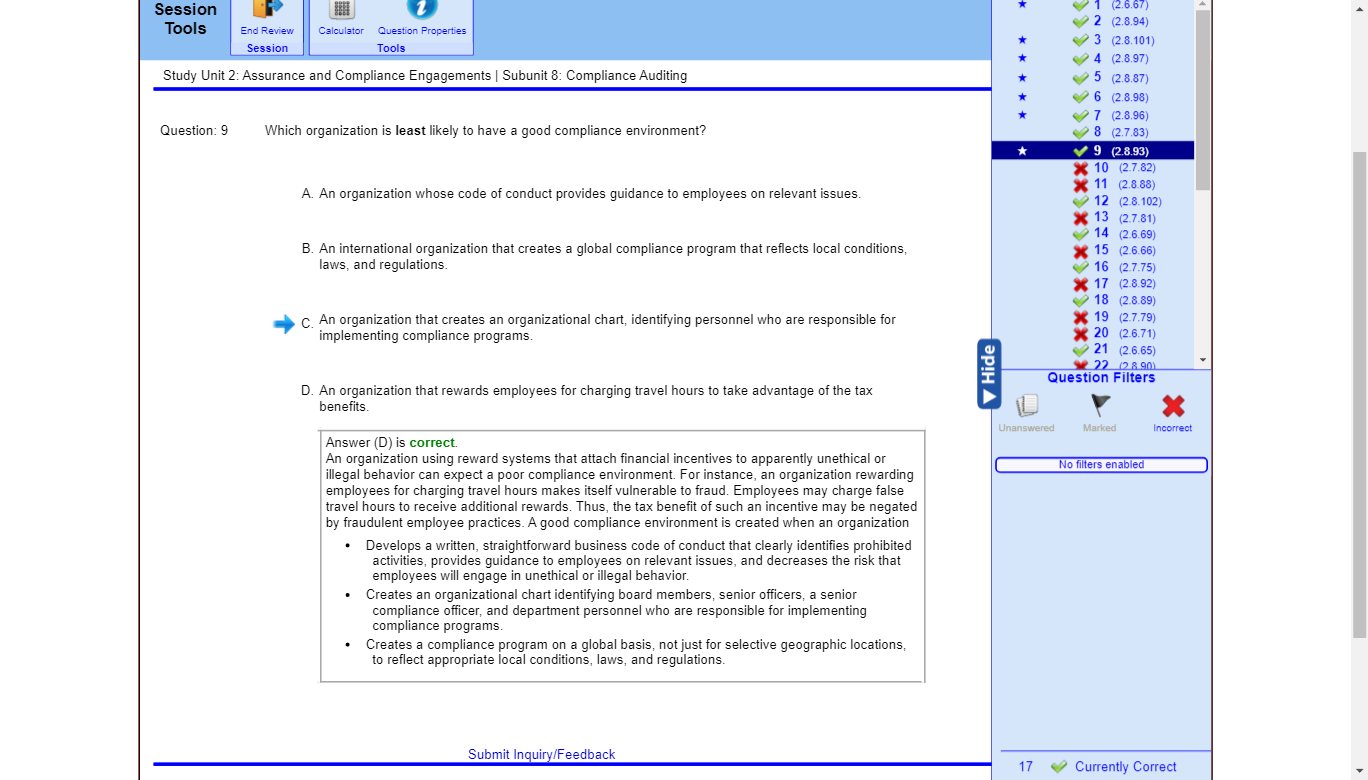 Session
Tools
End Review
Session
Calculator
Question Properties
Tools
Study Unit 2: Assurance and Compliance Engagements | Subunit 8: Compliance Auditing
Question: 9
Which organization is least likely to have a good compliance environment?
A. An organization whose code of conduct provides guidance to employees on relevant issues.
B. An international organization that creates a global compliance program that reflects local conditions,
laws, and regulations.
C. An organization that creates an organizational chart, identifying personnel who are responsible for
implementing compliance programs.
D. An organization that rewards employees for charging travel hours to take advantage of the tax
benefits.
Answer (D) is correct.
An organization using reward systems that attach financial incentives to apparently unethical or
illegal behavior can expect a poor compliance environment. For instance, an organization rewarding
employees for charging travel hours makes itself vulnerable to fraud. Employees may charge false
travel hours to receive additional rewards. Thus, the tax benefit of such an incentive may be negated
by fraudulent employee practices. A good compliance environment is created when an organization
• Develops a written, straightforward business code of conduct that clearly identifies prohibited
activities, provides guidance to employees on relevant issues, and decreases the risk that
employees will engage in unethical or illegal behavior.
• Creates an organizational chart identifying board members, senior officers, a senior
compliance officer, and department personnel who are responsible for implementing
compliance programs.
• Creates a compliance program on a global basis, not just for selective geographic locations,
to reflect appropriate local conditions, laws, and regulations.
Submit Inquiry/Feedback
1 (2.6.67)
2 (2.8.94)
3 (2.8.101)
4 (2.8.97)
5 (2.8.87)
6 (2.8.98)
7 (2.8.96)
8 (2.7.83)
9 (2.8.93)
10 (2.7.82)
11 (2.8.88)
12 (2.8.102)
13 (2.7.81)
14 (2.6.69)
15 (2.6.66)
16 (2.7.75)
17 (2.8.92)
18 (2.8.89)
19 (2.7.79)
20 (2.6.71)
21 (2.6.65)
22 (2.8.90)
Hide
Question Filters
Unanswered
Marked
Incorrect
No filters enabled
17 Currently Correct